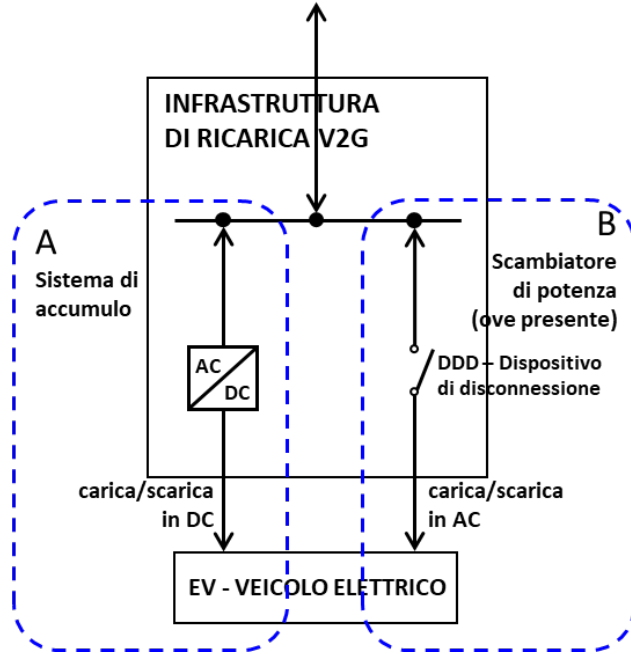 INFRASTRUTTURA
DI RICARICA V2G
A
Sistema di
accumulo
B
Scambiatore
di potenza
(ove presente)
AC
DC
DDD – Dispositivo
di disconnessione
carica/scarica
in DC
carica/scarica
in AC
EV - VEICOLO ELETTRICO